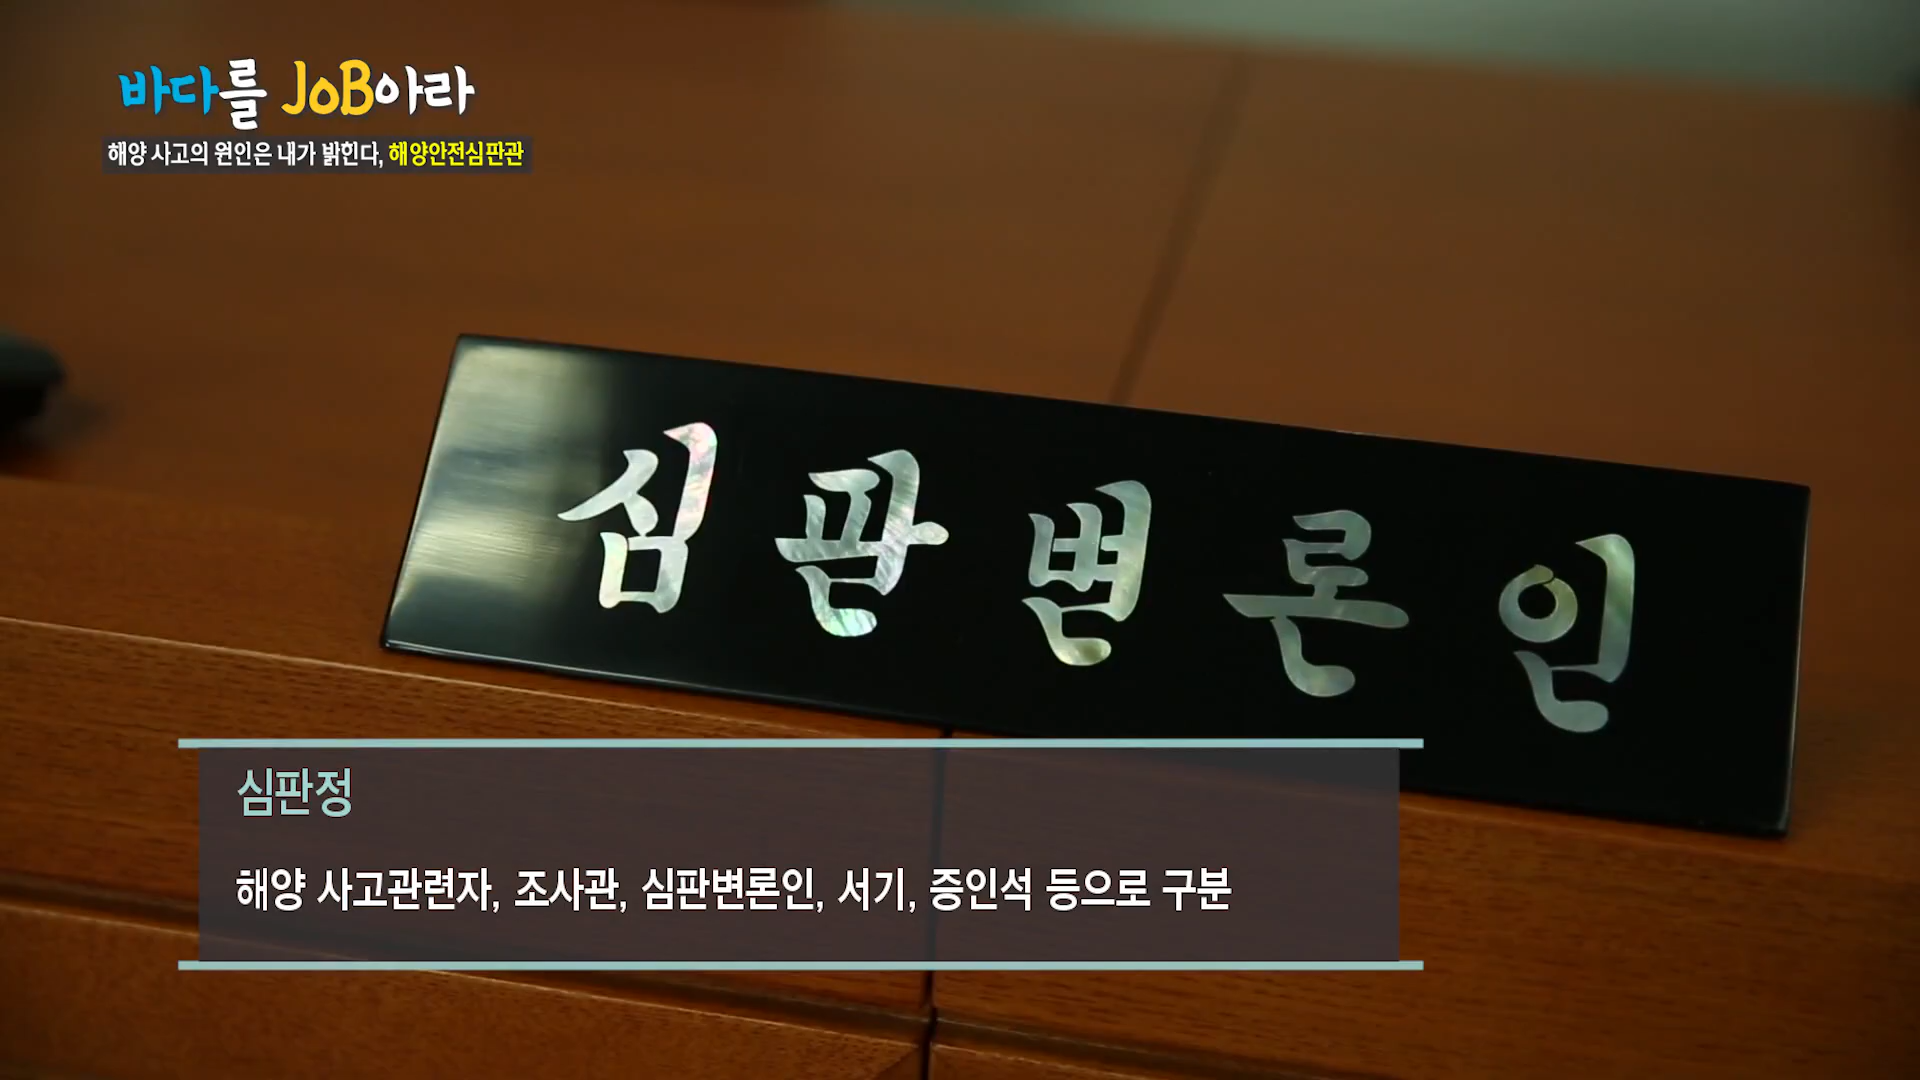 바다를 JoB아라
해양 사고의 원인은 내가 밝힌다, 해양안전심판관
심판변론인
심판정
해양 사고관련자, 조사관, 심판변론인, 서기, 증인석 등으로 구분